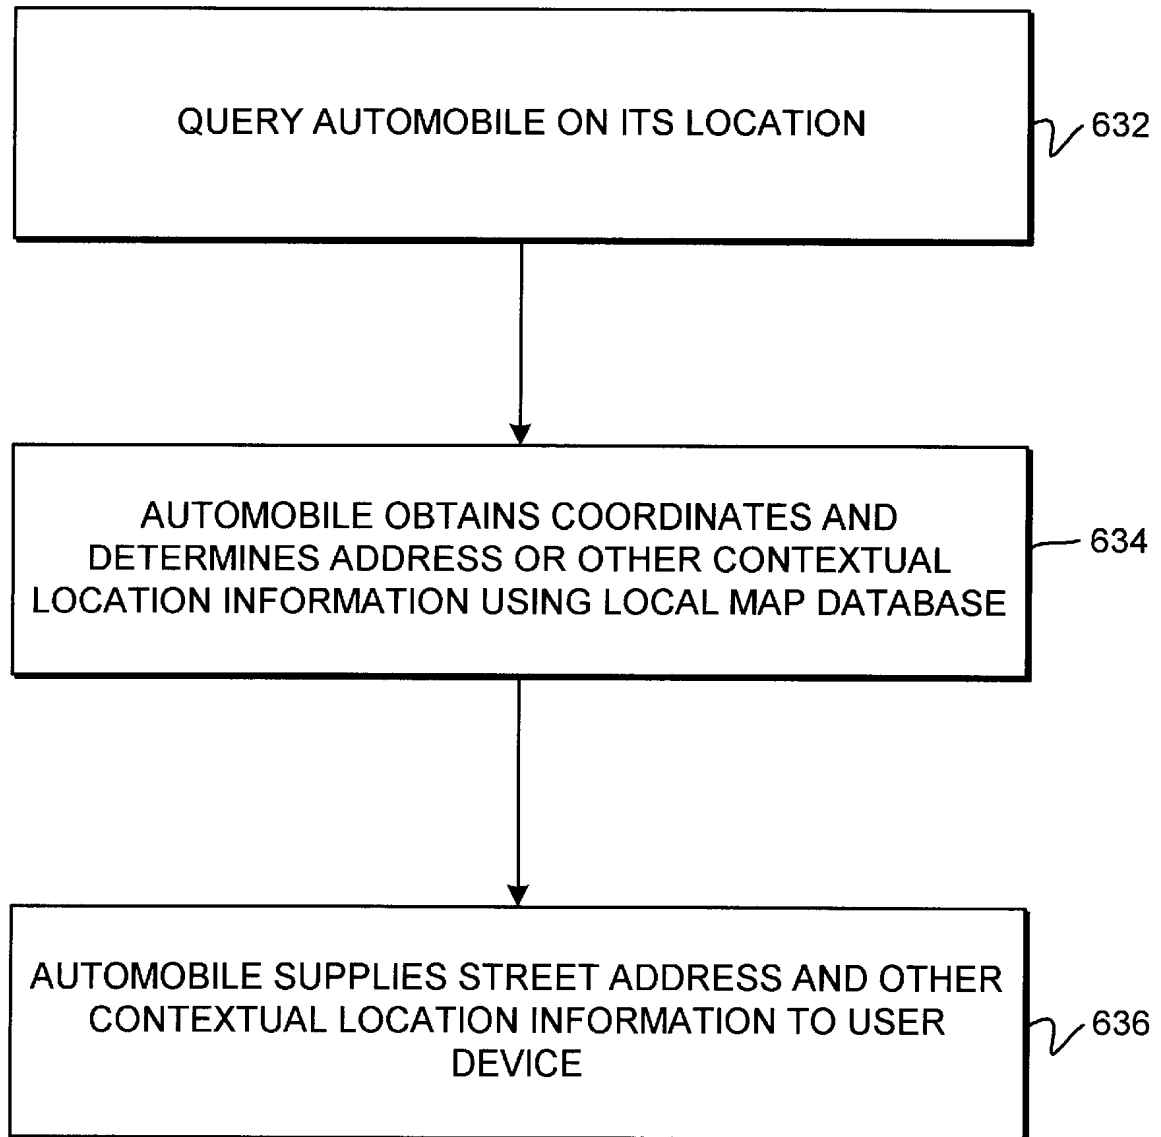 QUERY AUTOMOBILE ON ITS LOCATION
632
AUTOMOBILE OBTAINS COORDINATES AND
DETERMINES ADDRESS OR OTHER CONTEXTUAL
LOCATION INFORMATION USING LOCAL MAP DATABASE
634
AUTOMOBILE SUPPLIES STREET ADDRESS AND OTHER
CONTEXTUAL LOCATION INFORMATION TO USER
DEVICE
636